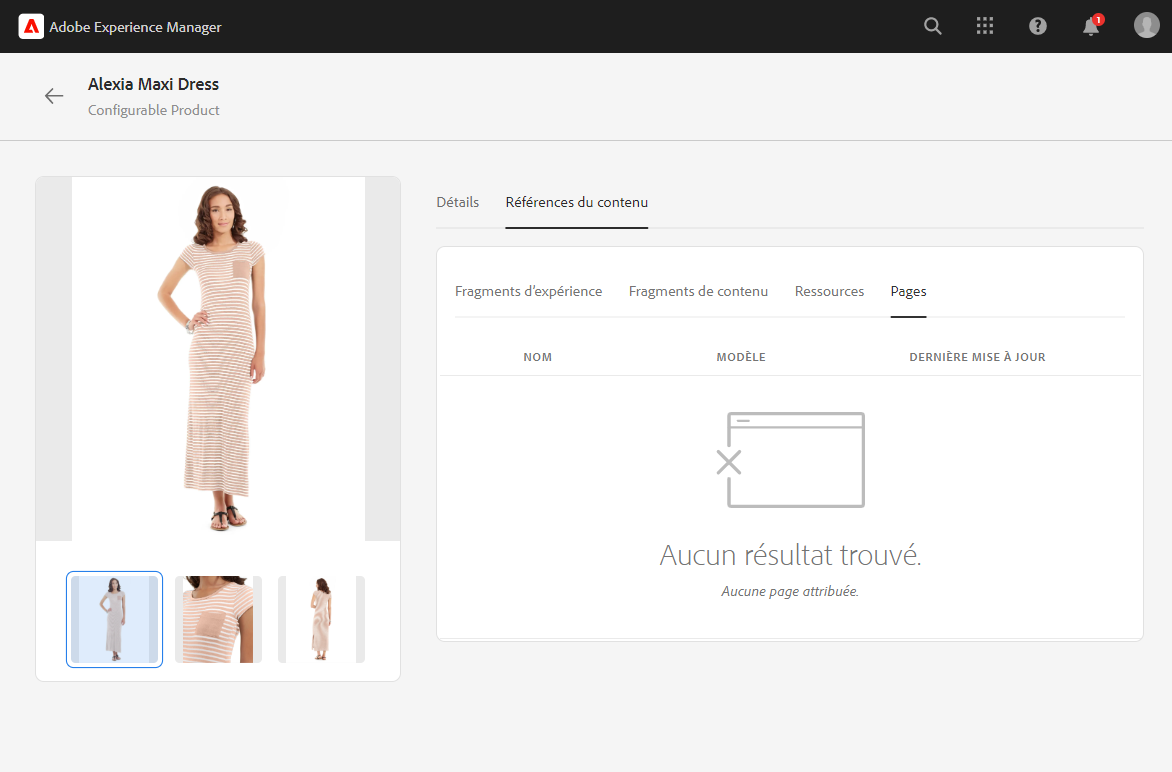 Adobe Experience Manager
1
Alexia Maxi Dress
Configurable Product
Détails Références du contenu
Fragments d'expérience Fragments de contenu Ressources Pages
NOM MODÈLE DERNIÈRE MISE À JOUR
Aucun résultat trouvé.
Aucune page attribuée.